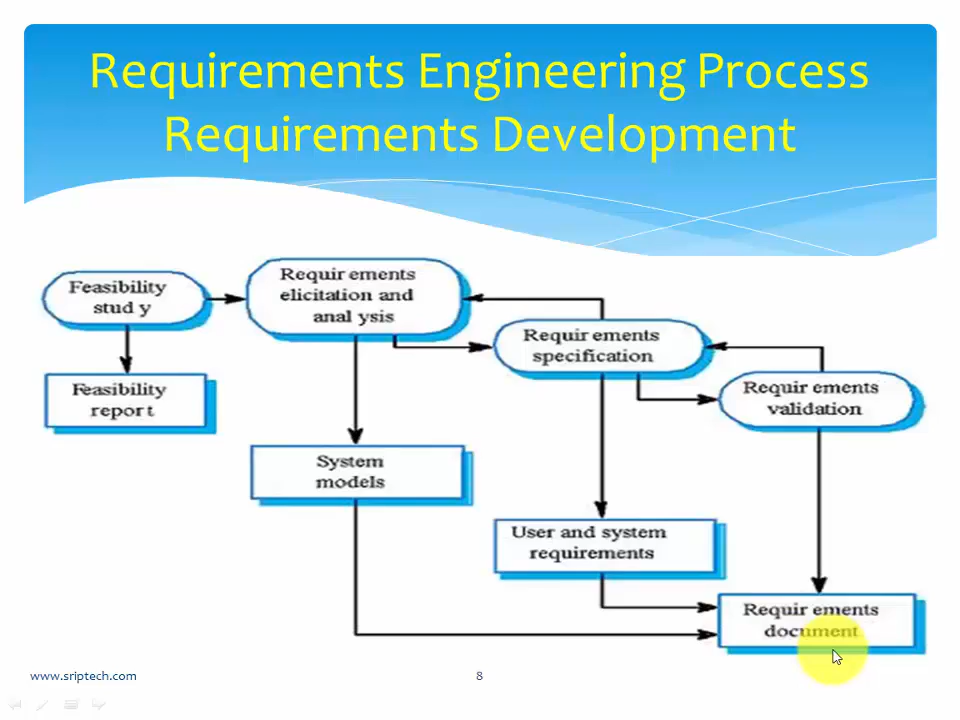 Requirements Engineering Process
Requirements Development
Feasibility
stud y
Requir ements
elicitation and
anal ysis
Requir ements
specification
Feasibility
repor t
Requir ements
validation
System
models
User and system
requirements
Requir ements
document
www.sriptech.com
8